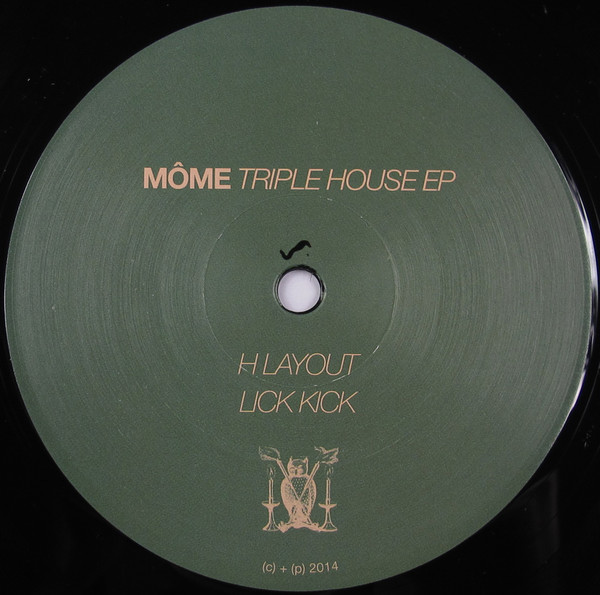 MÔME TRIPLE HOUSE EP
H LAYOUT
LICK KICK
(c) + (p) 2014